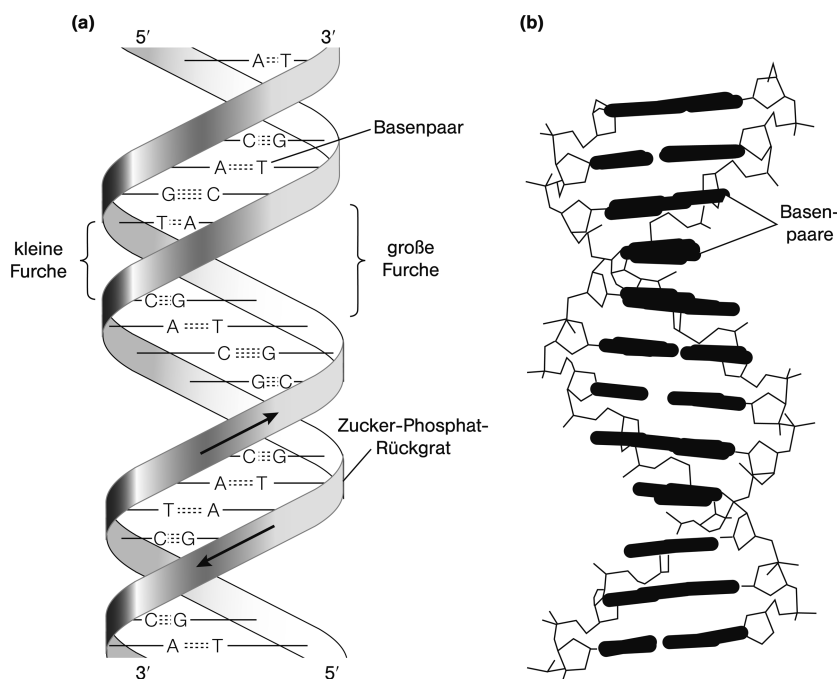 (a)
5′ 3′
A T
C G
Basenpaar
A T
G C
T A
kleine
Furche
große
Furche
C G
A T
C G
G C
Zucker-Phosphat-
Rückgrat
C G
A T
T A
C G
C G
A T
3′ 5′
(b)
Basen-
paare